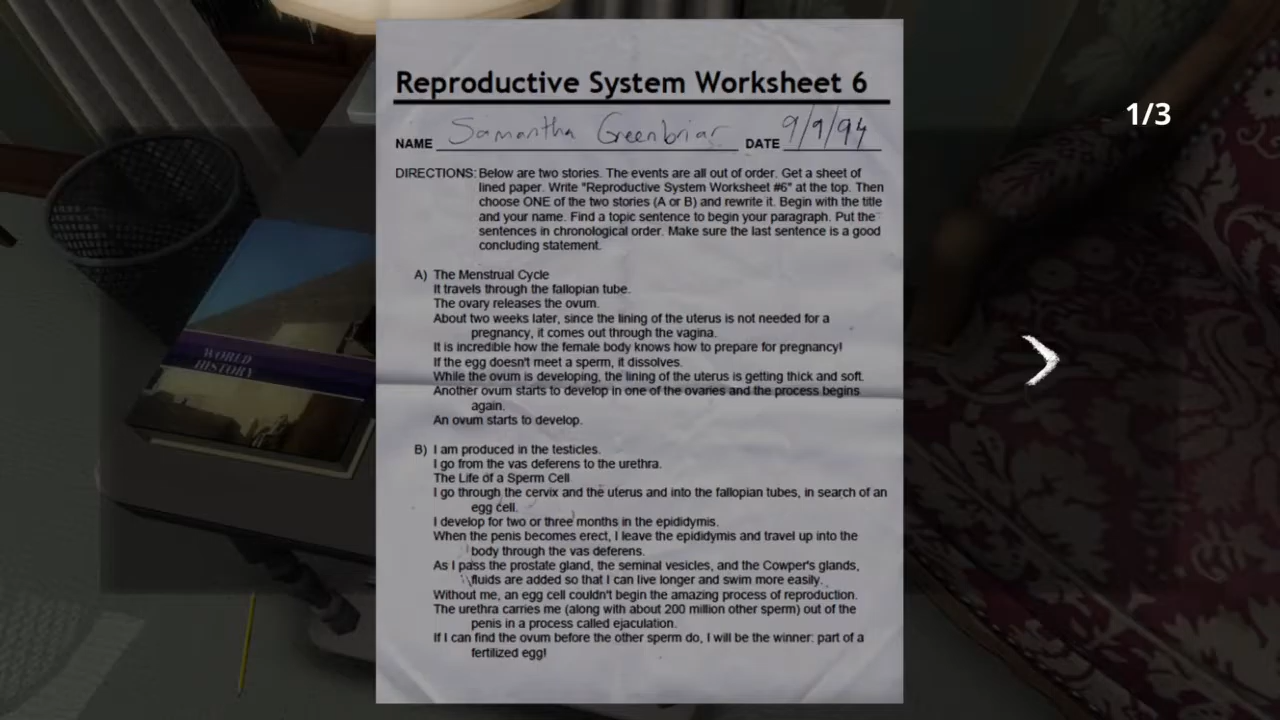 Reproductive System Worksheet 6
1/3
NAME Samantha Greenbriar DATE 9/9/94
DIRECTIONS: Below are two stories. The events are all out of order. Get a sheet of
lined paper. Write "Reproductive System Worksheet #6" at the top. Then
choose ONE of the two stories (A or B) and rewrite it. Begin with the title
and your name. Find a topic sentence to begin your paragraph. Put the
sentences in chronological order. Make sure the last sentence is a good
concluding statement.
A) The Menstrual Cycle
It travels through the fallopian tube.
The ovary releases the ovum.
About two weeks later, since the lining of the uterus is not needed for a
pregnancy, it comes out through the vagina.
It is incredible how the female body knows how to prepare for pregnancy!
If the egg doesn't meet a sperm, it dissolves.
While the ovum is developing, the lining of the uterus is getting thick and soft.
Another ovum starts to develop in one of the ovaries and the process begins
again.
An ovum starts to develop.
B) I am produced in the testicles.
I go from the vas deferens to the urethra.
The Life of a Sperm Cell
I go through the cervix and the uterus and into the fallopian tubes, in search of an
egg cell.
I develop for two or three months in the epididymis.
When the penis becomes erect, I leave the epididymis and travel up into the
body through the vas deferens.
As I pass the prostate gland, the seminal vesicles, and the Cowper's glands,
fluids are added so that I can live longer and swim more easily.
Without me, an egg cell couldn't begin the amazing process of reproduction.
The urethra carries me (along with about 200 million other sperm) out of the
penis in a process called ejaculation.
If I can find the ovum before the other sperm do, I will be the winner: part of a
fertilized egg!
WORLD
HISTORY